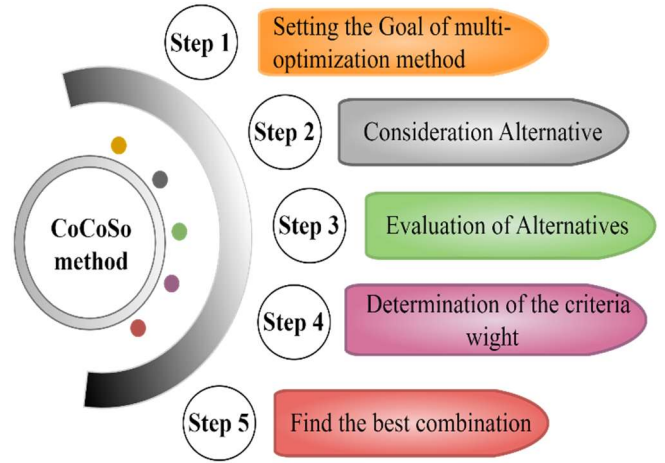 Step 1
Setting the Goal of multi-
optimization method
Step 2
Consideration Alternative
CoCoSo
method
Step 3
Evaluation of Alternatives
Step 4
Determination of the criteria
wight
Step 5
Find the best combination